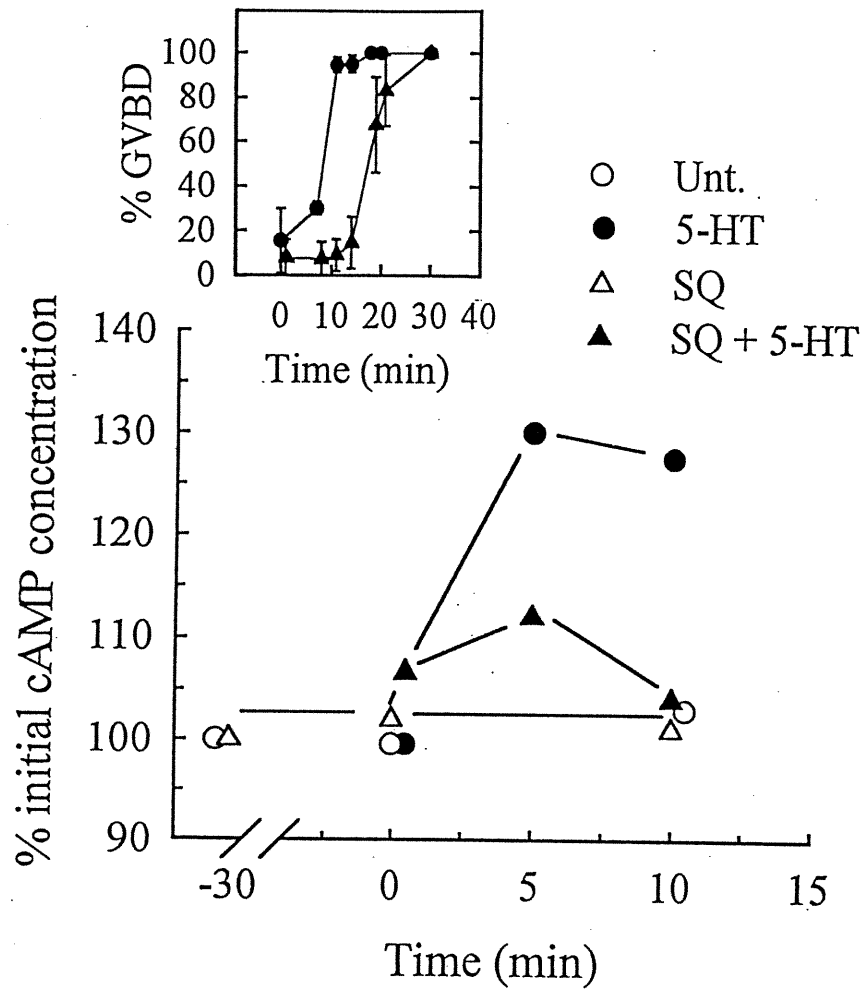 % GVBD
100
80
60
40
20
0
0 10 20 30 40
Time (min)
Unt.
5-HT
SQ
SQ + 5-HT
% initial cAMP concentration
140
130
120
110
100
90
-30 0 5 10 15
Time (min)